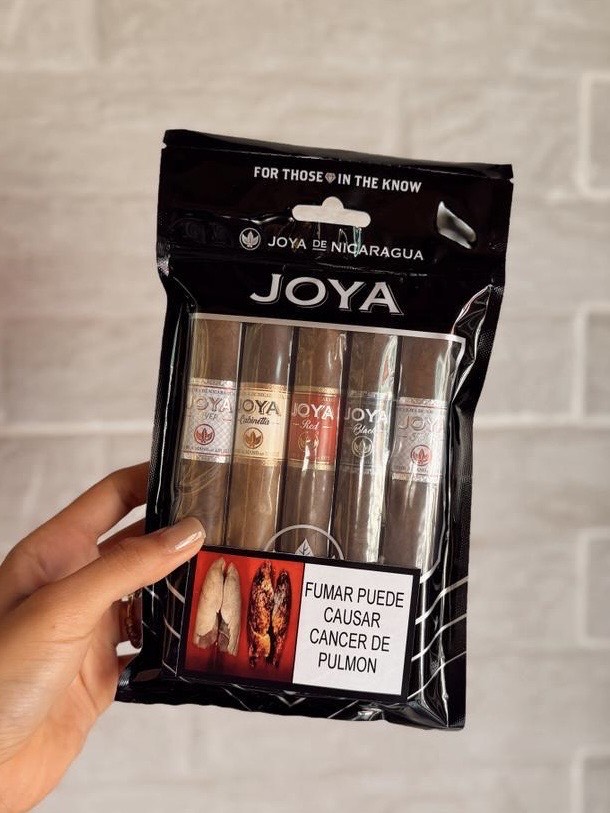 FOR THOSE IN THE KNOW
JOYA DE NICARAGUA
JOYA
JOYA
JOYA
Cabinetta
JOYA
Red
JOYA
Black
JOYA
FUMAR PUEDE
CAUSAR
CANCER DE
PULMON